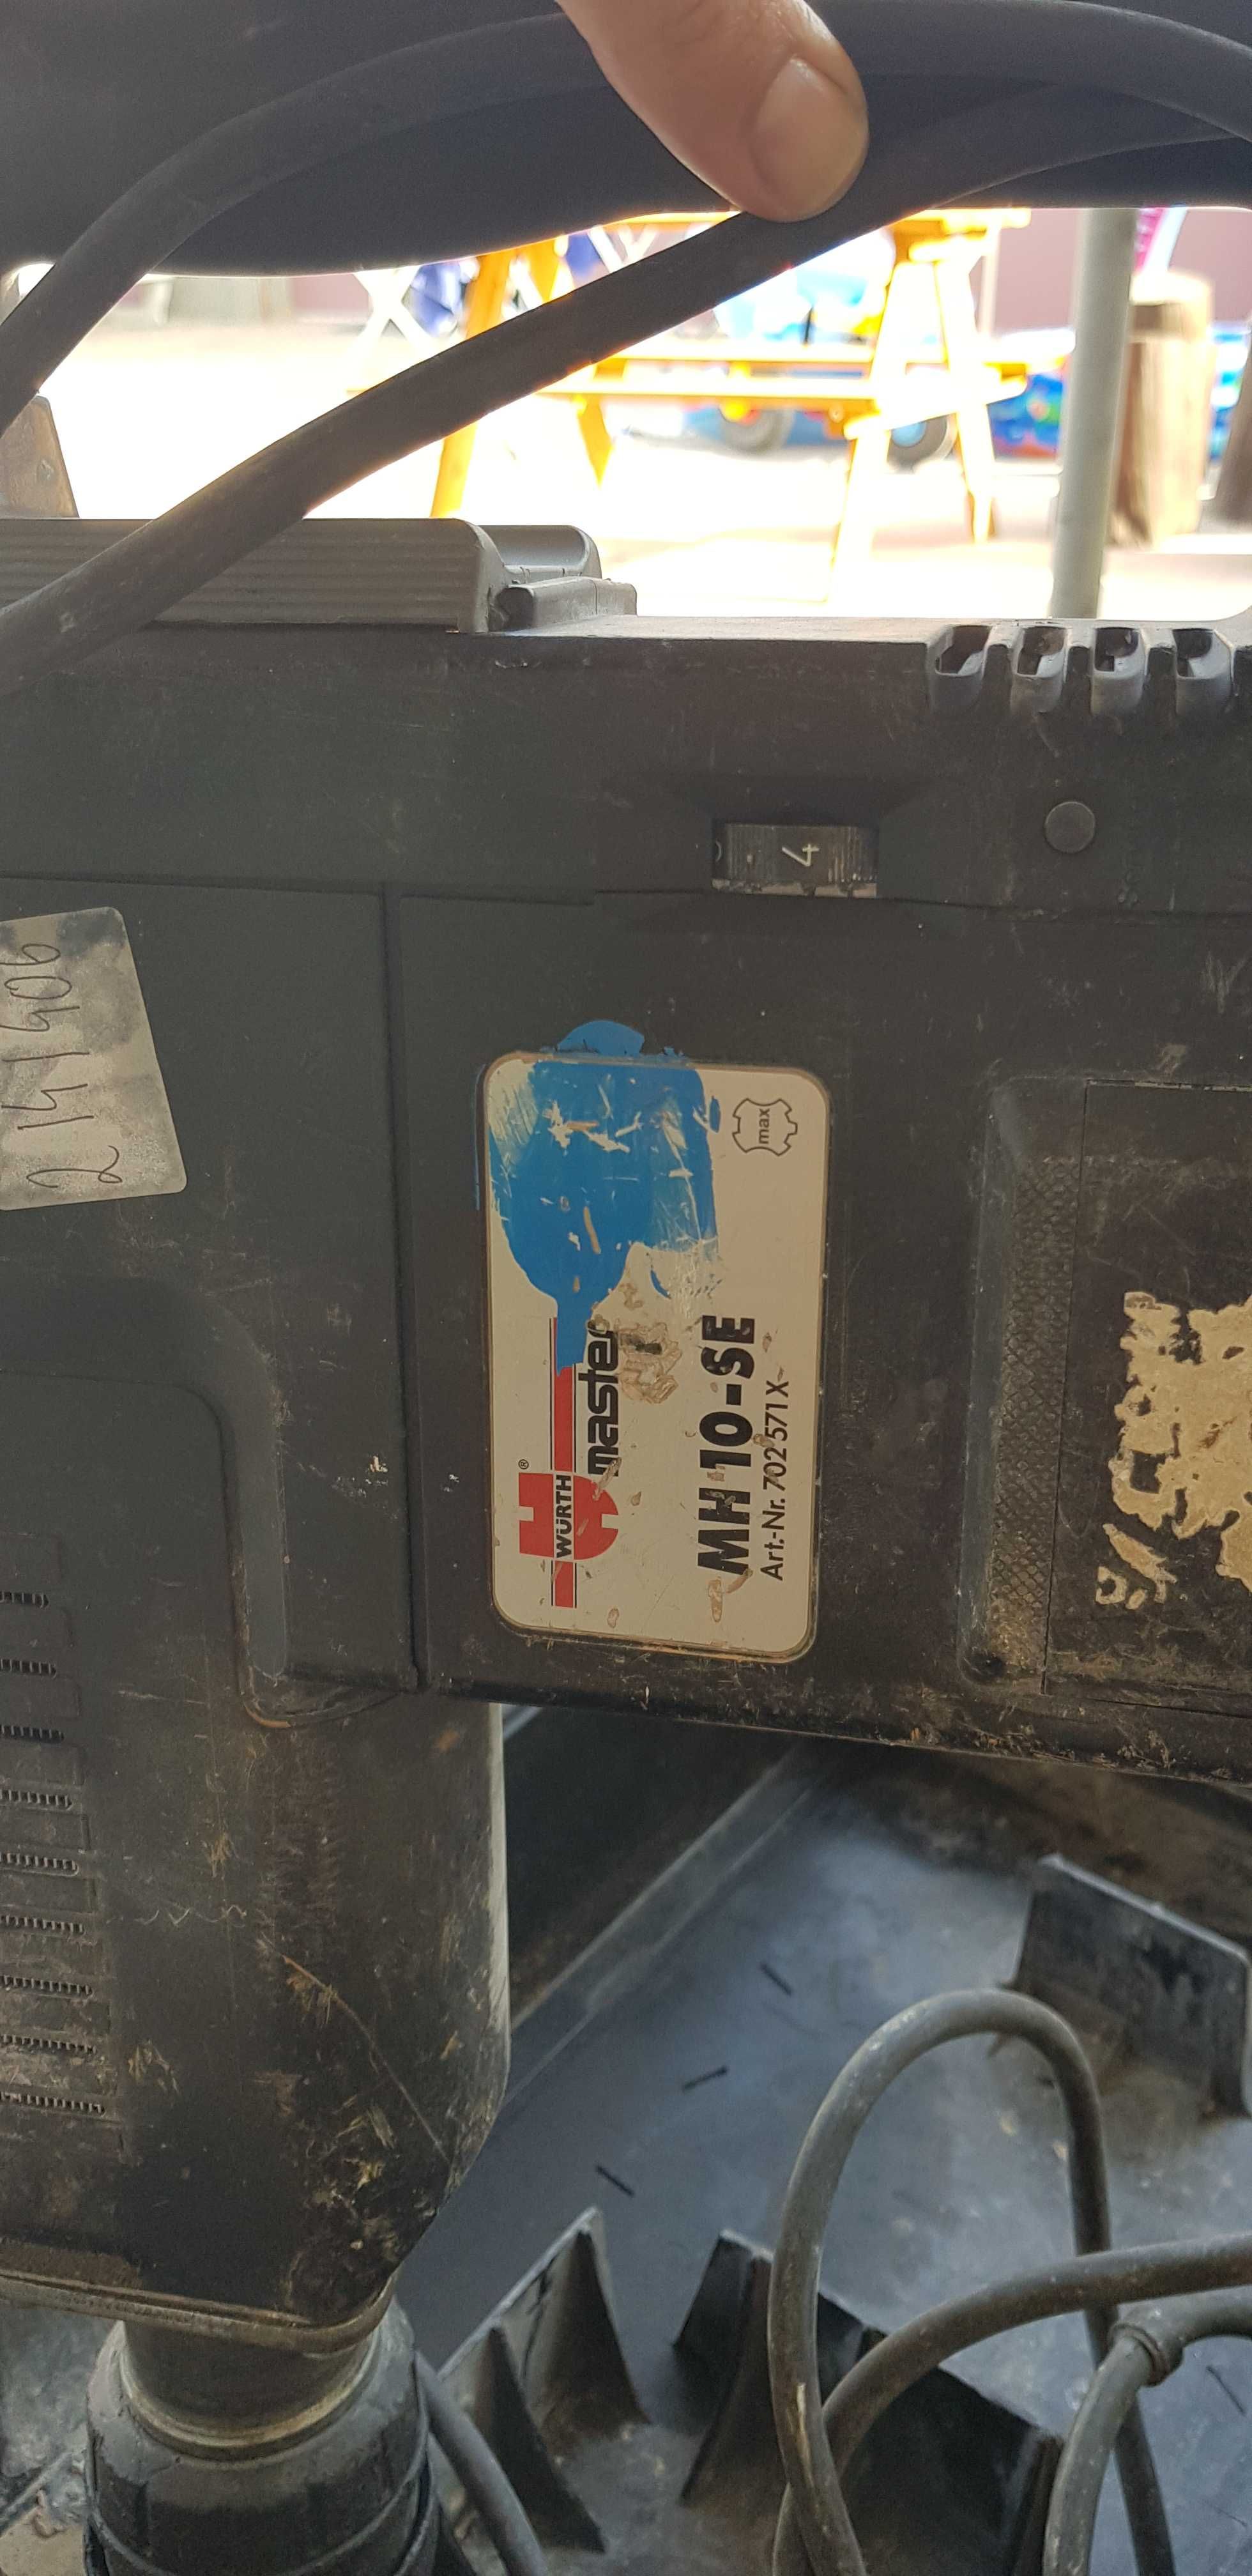 4
2141406
max
WÜRTH
®
master
MH 10-SE
Art.-Nr. 702 571 X